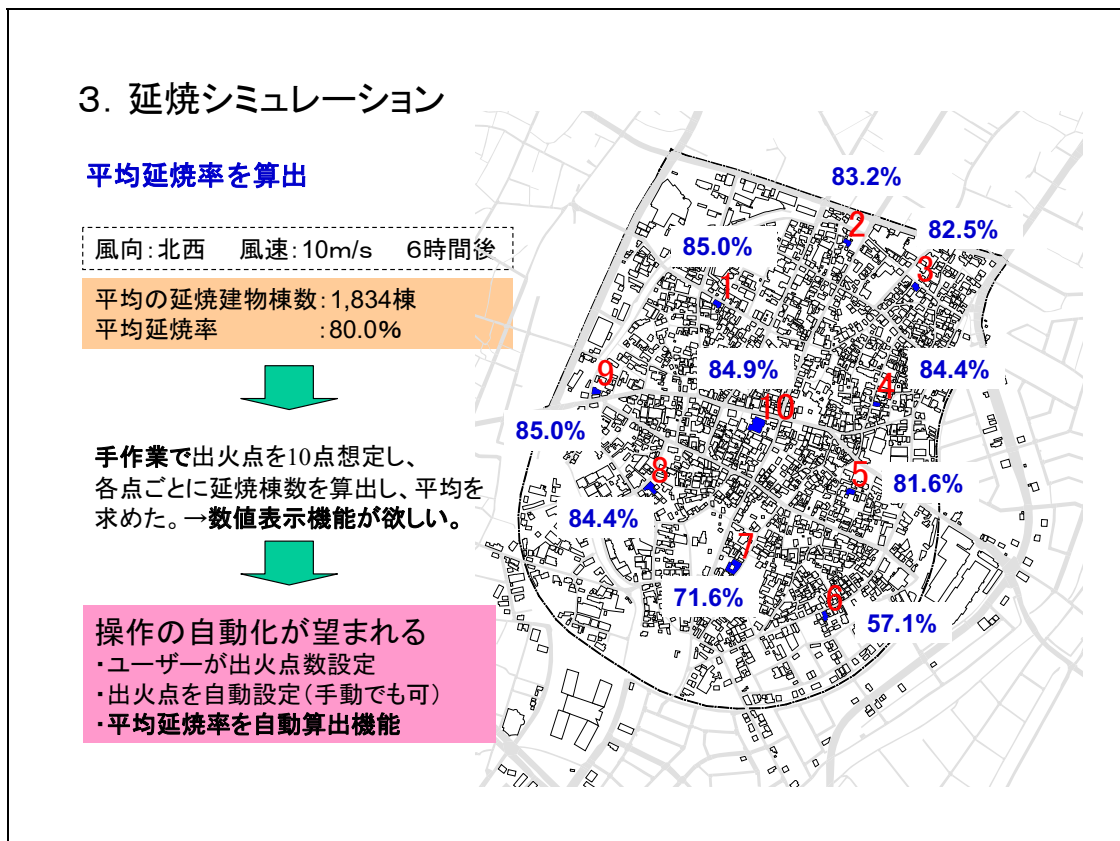 3．延焼シミュレーション
平均延焼率を算出
風向：北西　風速：10m/s　6時間後
平均の延焼建物棟数：1,834棟
平均延焼率　　　　：80.0%
手作業で出火点を10点想定し、
各点ごとに延焼棟数を算出し、平均を
求めた。→数値表示機能が欲しい。
操作の自動化が望まれる
・ユーザーが出火点数設定
・出火点を自動設定（手動でも可）
・平均延焼率を自動算出機能
83.2%
2
82.5%
85.0%
3
1
84.9%
84.4%
9
4
10
85.0%
8
5
81.6%
84.4%
7
71.6%
6
57.1%